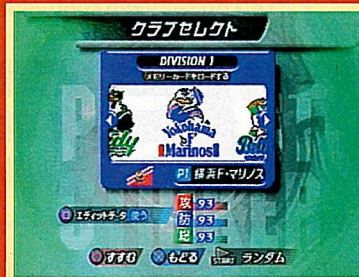 クラブセレクト
DIVISION 1
メモリーカードをロードする
Yokohama
F
Marinos
P1 横浜F・マリノス
攻 93
エディットデータ 使う
防 93
総 93
すすむ もどる START ランダム